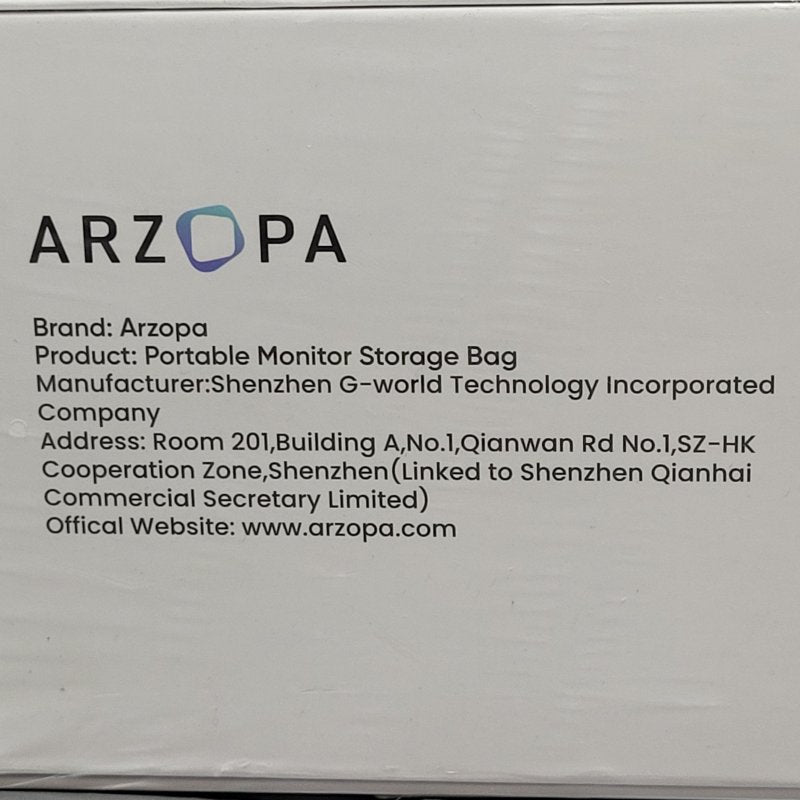 ARZOPA
Brand: Arzopa
Product: Portable Monitor Storage Bag
Manufacturer:Shenzhen G-world Technology Incorporated
Company
Address: Room 201,Building A,No.1,Qianwan Rd No.1,SZ-HK
Cooperation Zone,Shenzhen(Linked to Shenzhen Qianhai
Commercial Secretary Limited)
Offical Website: www.arzopa.com